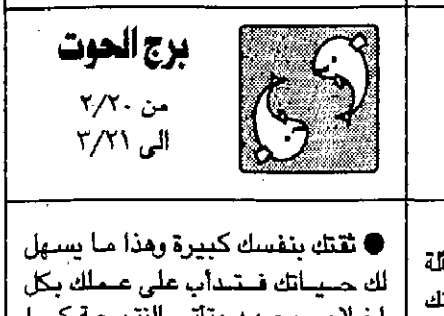 برج الحوت
من ٢/٢٠
الى ٣/٢١
● ثقتك بنفسك كبيرة وهذا ما يسهل
لك حياتك فتدأب على عملك بكل